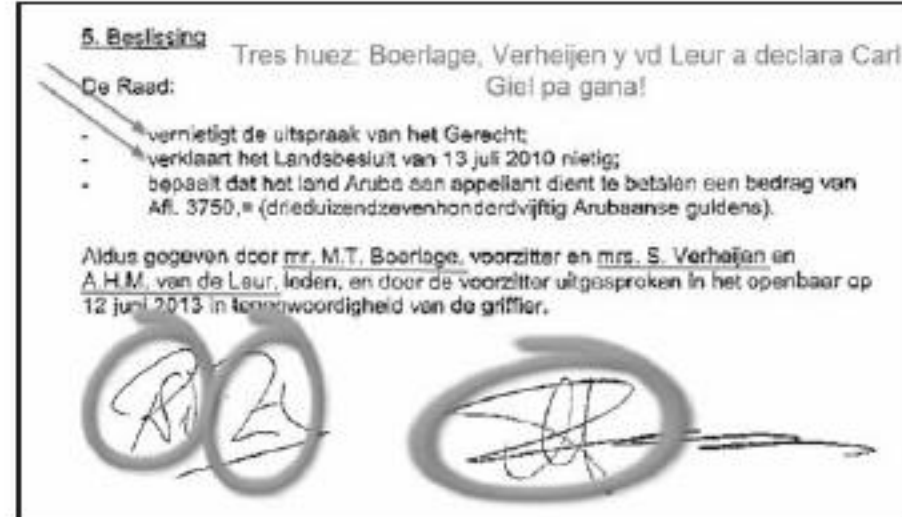 5. Beslissing
Tres huez: Boerlage, Verheijen y vd Leur a declara Carl
Giel pa gana!
De Raad:
- vernietigt de uitspraak van het Gerecht;
- verklaart het Landsbesluit van 13 juli 2010 nietig;
- bepaalt dat het land Aruba aan appellant dient te betalen een bedrag van
Afl. 3750,= (drieduizendzevenhonderdvijftig Arubaanse guldens).
Aldus gegeven door mr. M.T. Boerlage, voorzitter en mrs. S. Verheijen en
A.H.M. van de Leur, leden, en door de voorzitter uitgesproken in het openbaar op
12 juni 2013 in tegenwoordigheid van de griffier.